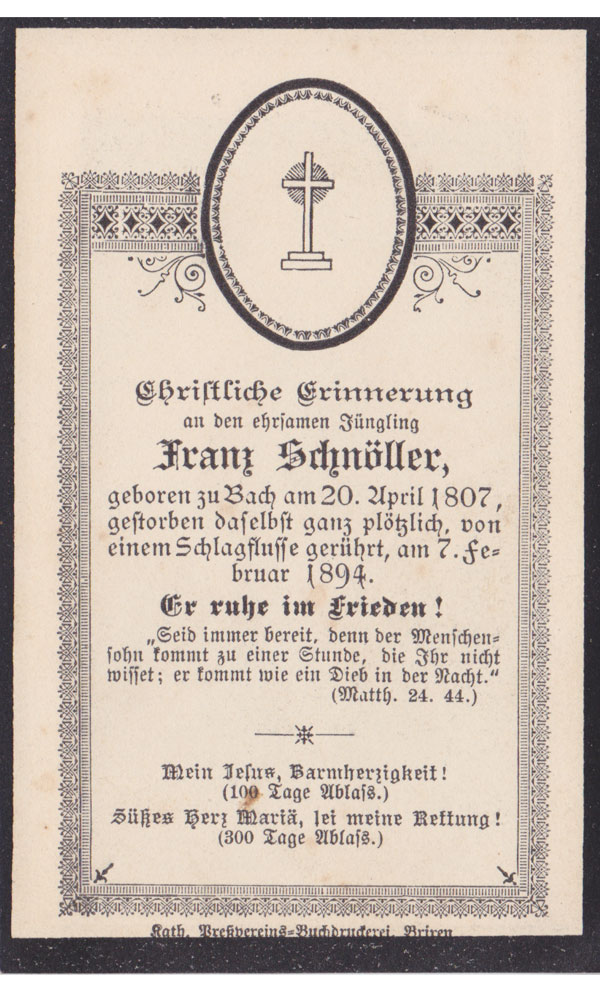 Christliche Erinnerung
an den ehrsamen Jüngling
Franz Schnöller,
geboren zu Bach am 20. April 1807,
gestorben daselbst ganz plötzlich, von
einem Schlagflusse gerührt, am 7. Fe-
bruar 1894.
Er ruhe im Frieden!
„Seid immer bereit, denn der Menschen-
sohn kommt zu einer Stunde, die Ihr nicht
wisset; er kommt wie ein Dieb in der Nacht.“
(Matth. 24. 44.)
Mein Jesus, Barmherzigkeit!
(100 Tage Ablass.)
Süßes Herz Mariä, sei meine Rettung!
(300 Tage Ablass.)
Kath. Preßvereins-Buchdruckerei, Brixen